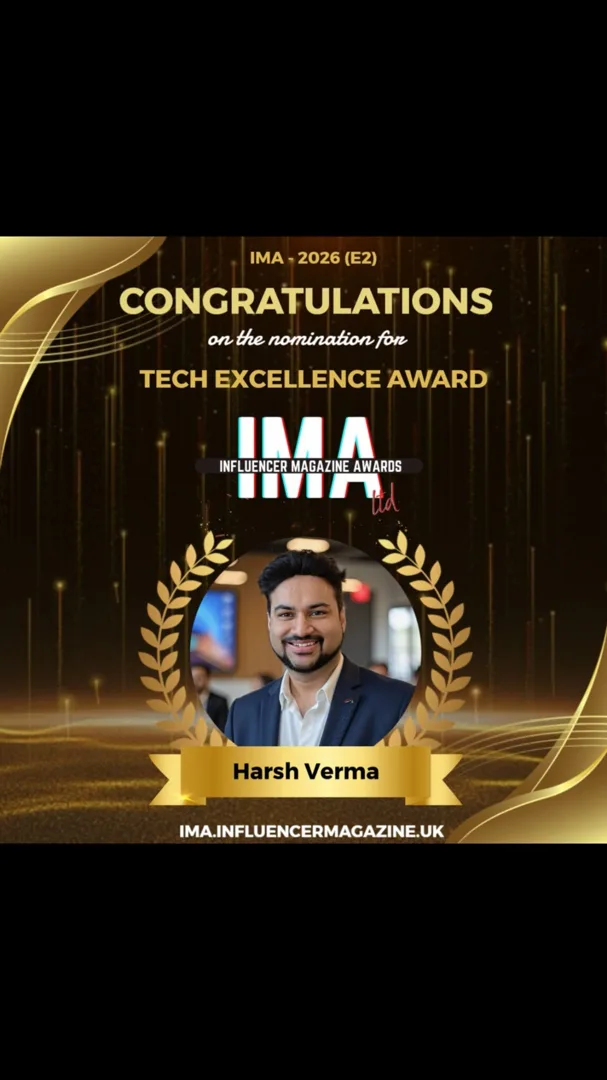 IMA - 2026 (E2)
CONGRATULATIONS
on the nomination for
TECH EXCELLENCE AWARD
IMA
INFLUENCER MAGAZINE AWARDS
ltd
Harsh Verma
IMA.INFLUENCERMAGAZINE.UK